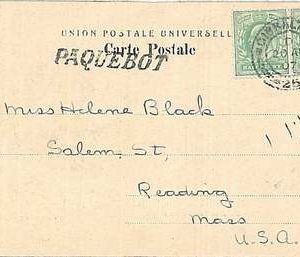 UNION POSTALE UNIVERSELLE
Carte Postale
PAQUEBOT
Miss Helene Black
Salem St,
Reading
Mass
U.S.A.